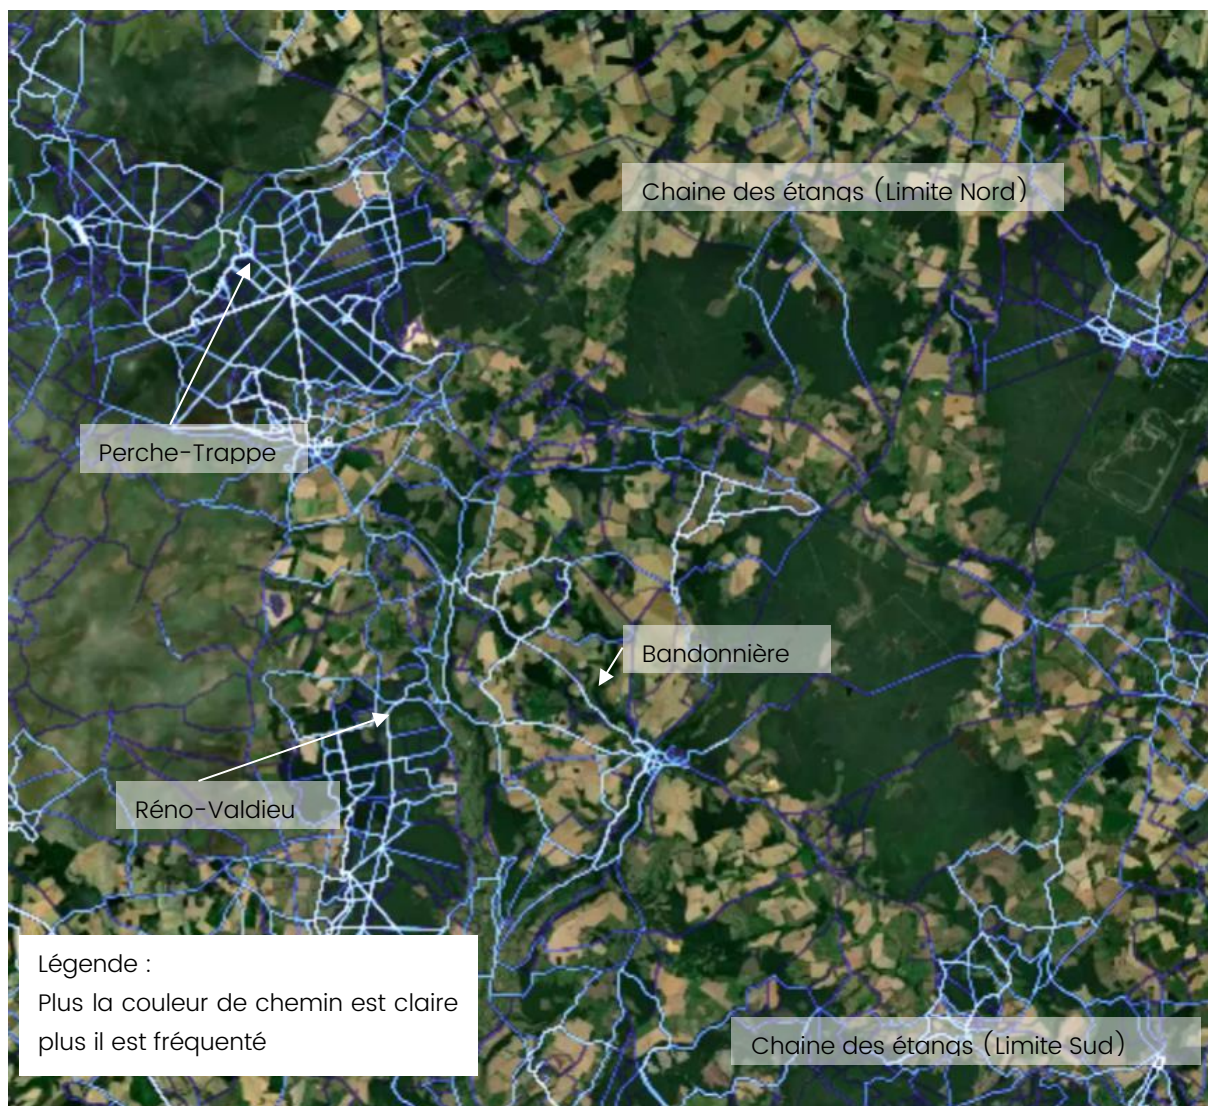 Chaine des étangs (Limite Nord)
Perche-Trappe
Bandonnière
Réno-Valdieu
Légende :
Plus la couleur de chemin est claire
plus il est fréquenté
Chaine des étangs (Limite Sud)